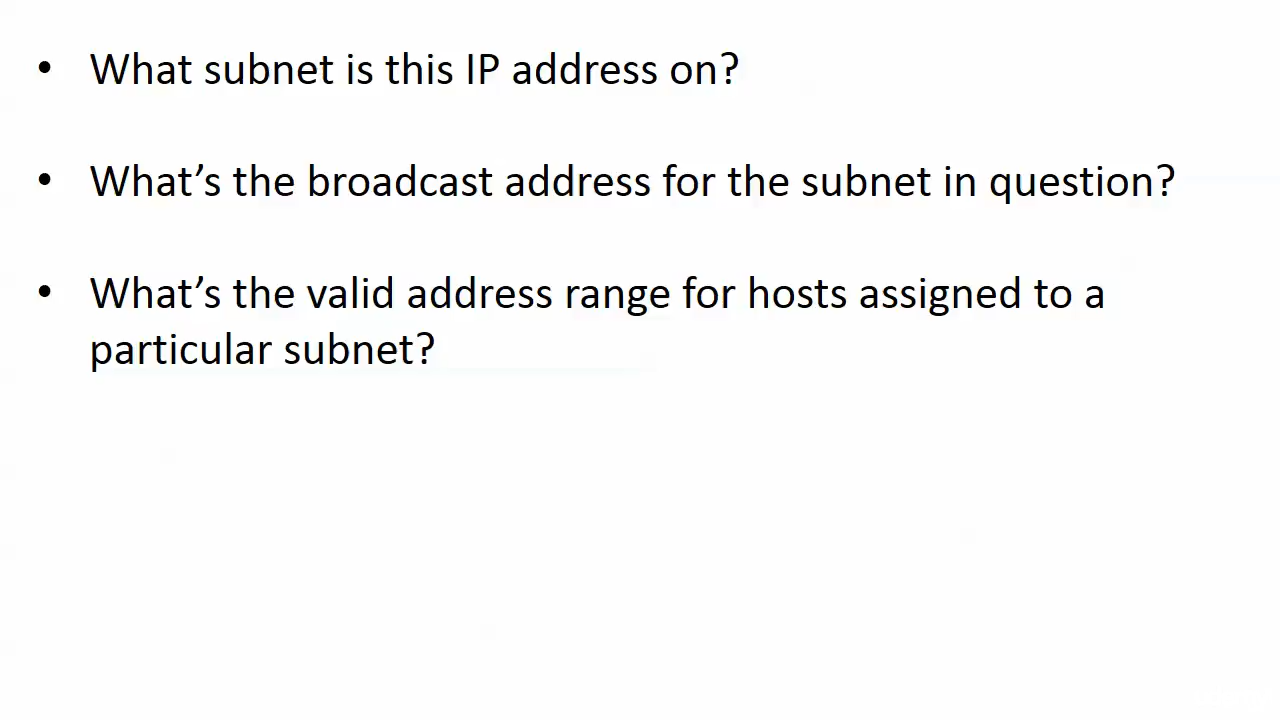 • What subnet is this IP address on?
• What’s the broadcast address for the subnet in question?
• What’s the valid address range for hosts assigned to a
particular subnet?